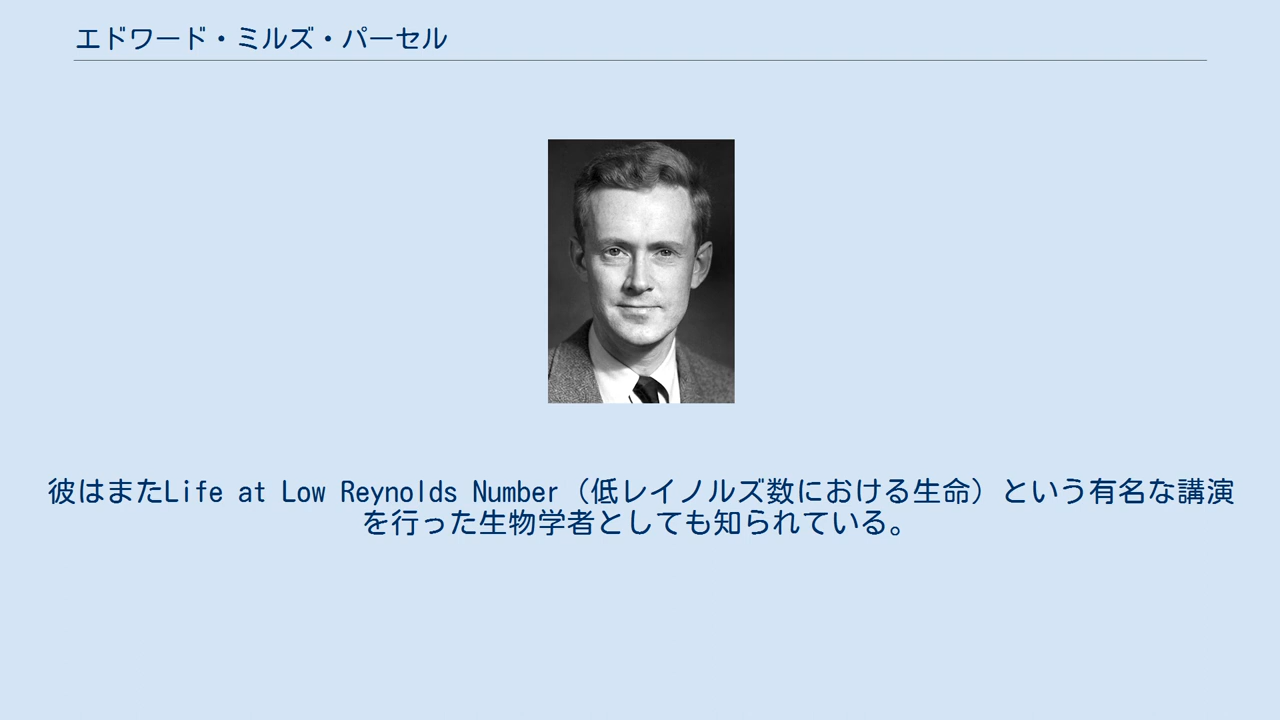 エドワード・ミルズ・パーセル
彼はまたLife at Low Reynolds Number（低レイノルズ数における生命）という有名な講演
を行った生物学者としても知られている。